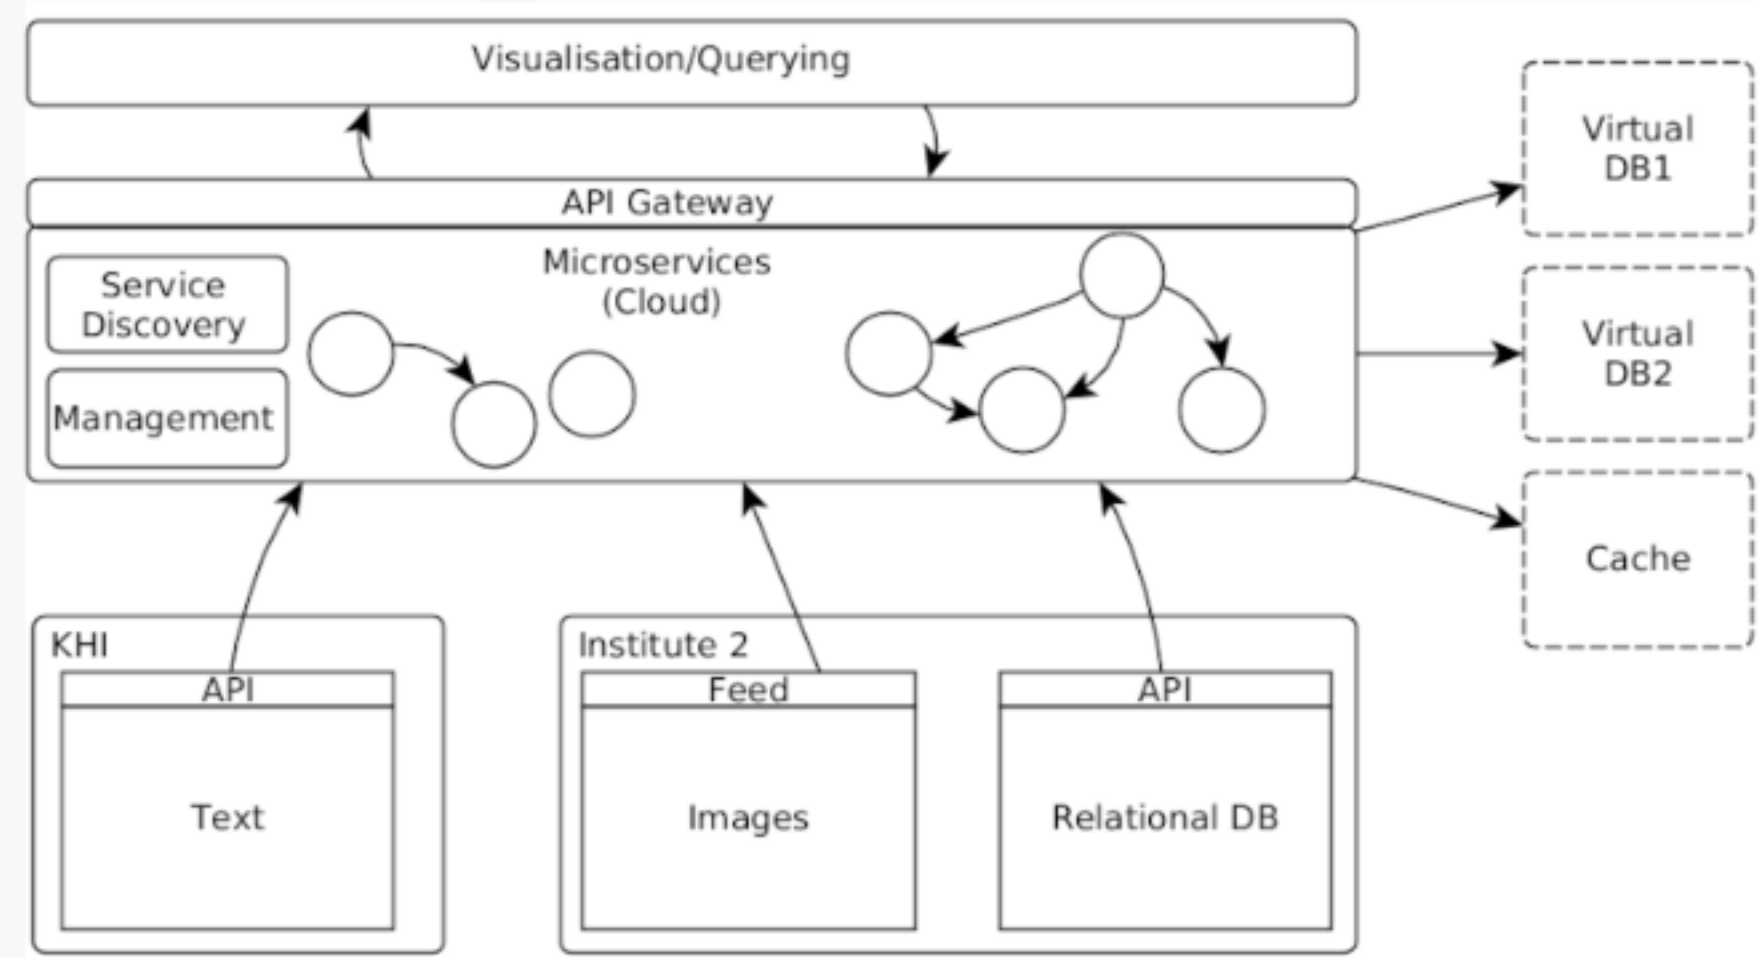 Visualisation/Querying
API Gateway
Microservices
(Cloud)
Service
Discovery
Management
Virtual
DB1
Virtual
DB2
Cache
KHI
API
Text
Institute 2
Feed
Images
API
Relational DB